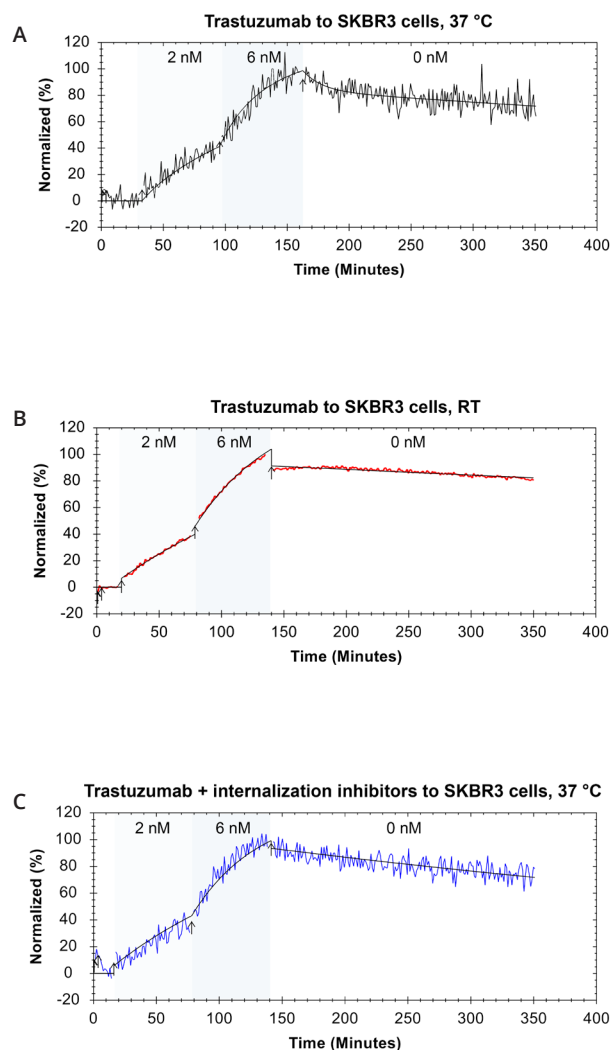 A
Trastuzumab to SKBR3 cells, 37 °C
2 nM 6 nM 0 nM
Normalized (%)
120
100
80
60
40
20
0
-20
0 50 100 150 200 250 300 350 400
Time (Minutes)
B
Trastuzumab to SKBR3 cells, RT
2 nM 6 nM 0 nM
Normalized (%)
120
100
80
60
40
20
0
-20
0 50 100 150 200 250 300 350 400
Time (Minutes)
C
Trastuzumab + internalization inhibitors to SKBR3 cells, 37 °C
2 nM 6 nM 0 nM
Normalized (%)
120
100
80
60
40
20
0
-20
0 50 100 150 200 250 300 350 400
Time (Minutes)